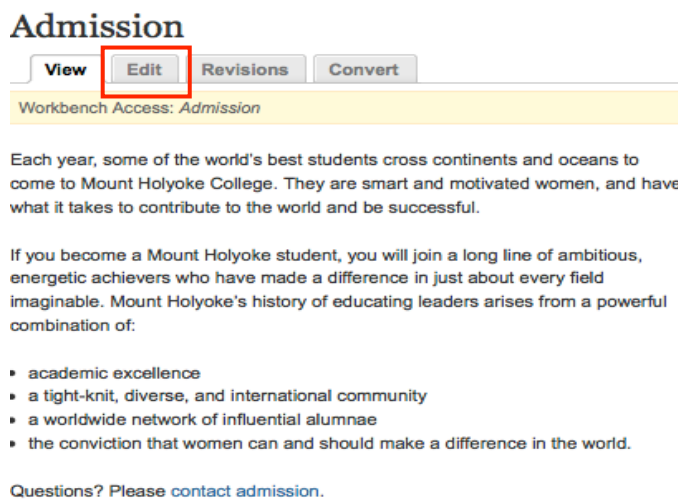 Admission
View Edit Revisions Convert
Workbench Access: Admission
Each year, some of the world's best students cross continents and oceans to
come to Mount Holyoke College. They are smart and motivated women, and have
what it takes to contribute to the world and be successful.
If you become a Mount Holyoke student, you will join a long line of ambitious,
energetic achievers who have made a difference in just about every field
imaginable. Mount Holyoke's history of educating leaders arises from a powerful
combination of:
• academic excellence
• a tight-knit, diverse, and international community
• a worldwide network of influential alumnae
• the conviction that women can and should make a difference in the world.
Questions? Please contact admission.